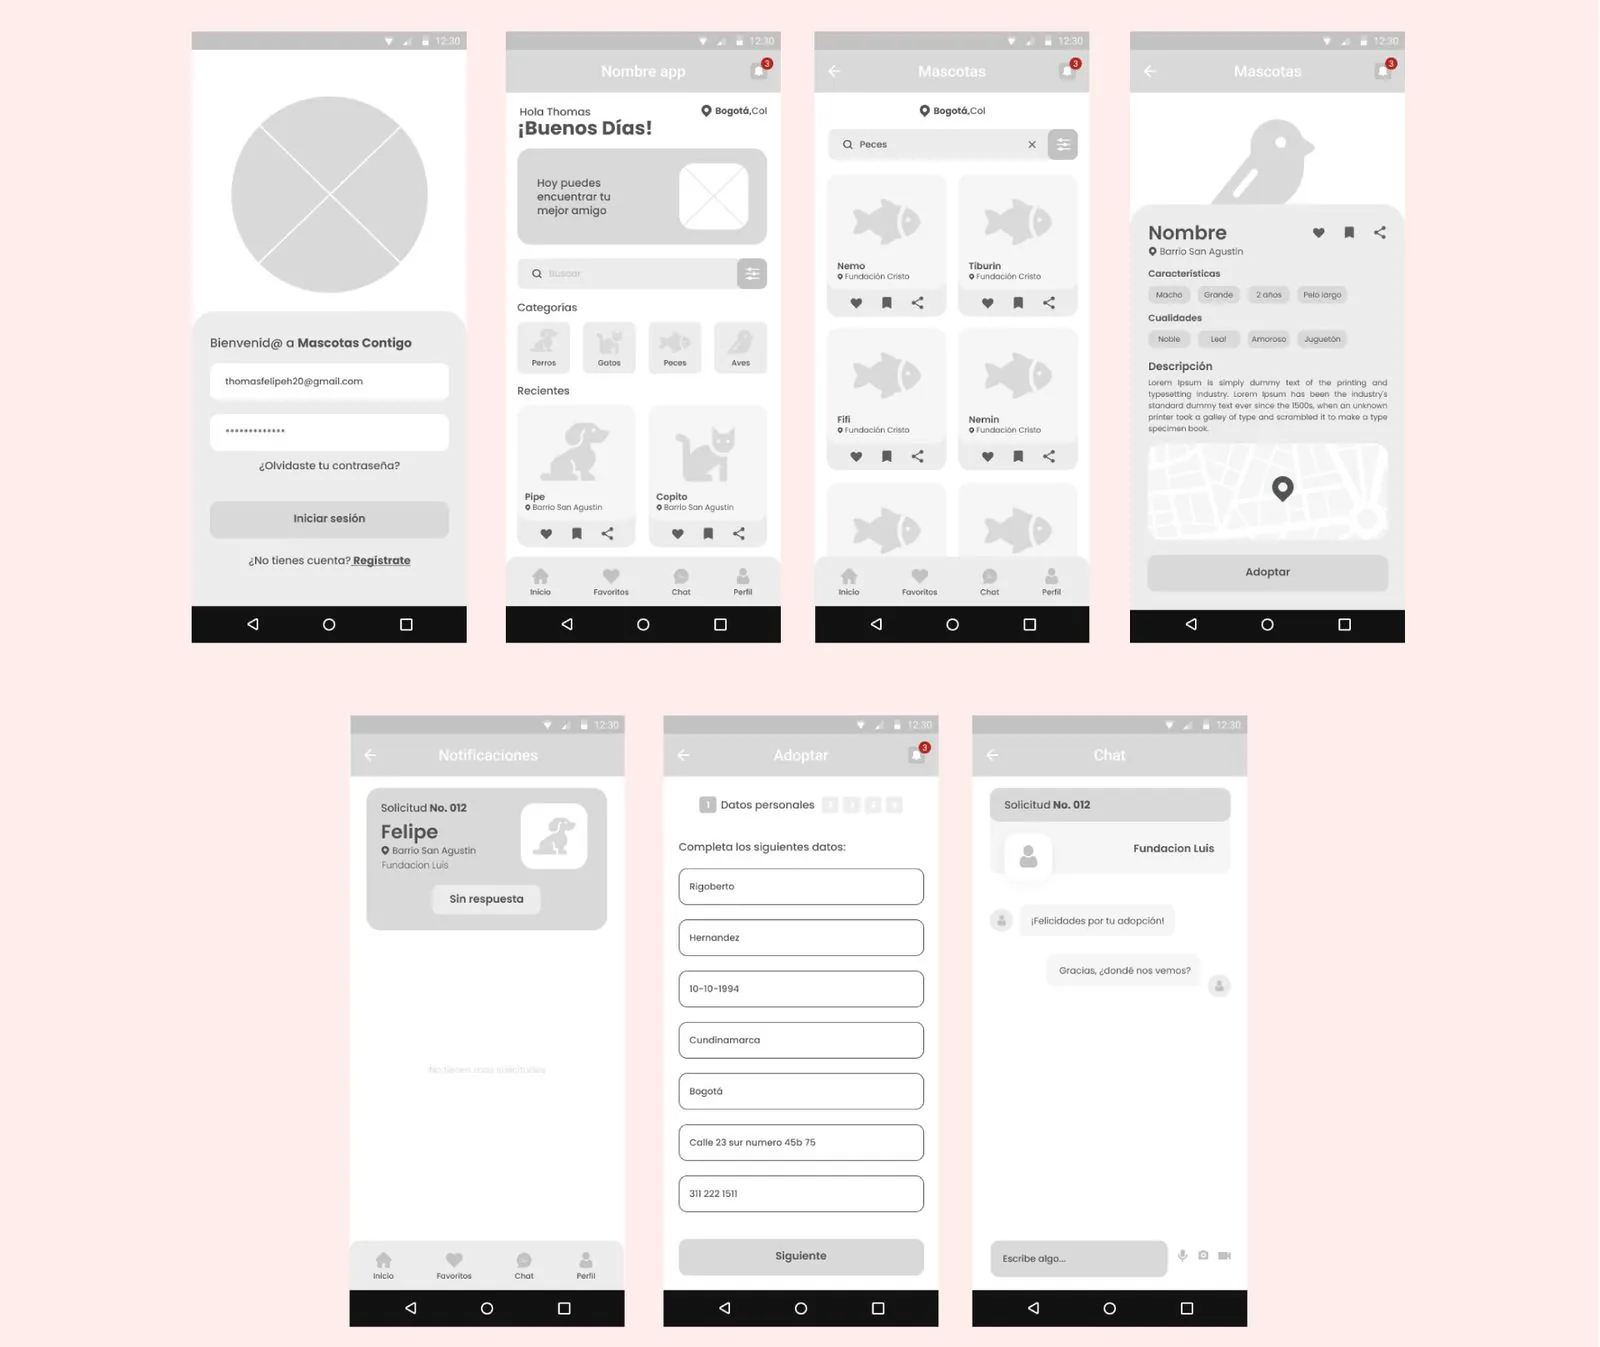 12:30
Bienvenid@ a Mascotas Contigo
thomasfelipeh20@gmail.com
*************
¿Olvidaste tu contraseña?
Iniciar sesión
¿No tienes cuenta? Regístrate
12:30
Nombre app
3
Hola Thomas
¡Buenos Días!
Bogotá,Col
Hoy puedes
encuentrar tu
mejor amigo
Buscar
Categorías
Perros
Gatos
Peces
Aves
Recientes
Pipe
Barrio San Agustin
Copito
Barrio San Agustin
Inicio
Favoritos
Chat
Perfil
12:30
Mascotas
3
Bogotá,Col
Peces
Nemo
Fundación Cristo
Tiburin
Fundación Cristo
Fifi
Fundación Cristo
Nemin
Fundación Cristo
Inicio
Favoritos
Chat
Perfil
12:30
Mascotas
3
Nombre
Barrio San Agustin
Características
Macho
Grande
2 años
Pelo largo
Cualidades
Noble
Leal
Amoroso
Juguetón
Descripción
Lorem Ipsum is simply dummy text of the printing and
typesetting industry. Lorem Ipsum has been the industry's
standard dummy text ever since the 1500s, when an unknown
printer took a galley of type and scrambled it to make a type
specimen book.
Adoptar
12:30
Notificaciones
Solicitud No. 012
Felipe
Barrio San Agustin
Fundacion Luis
Sin respuesta
No tienes mas solicitudes
Inicio
Favoritos
Chat
Perfil
12:30
Adoptar
3
1 Datos personales
Completa los siguientes datos:
Rigoberto
Hernandez
10-10-1994
Cundinamarca
Bogotá
Calle 23 sur numero 45b 75
311 222 1511
Siguiente
12:30
Chat
Solicitud No. 012
Fundacion Luis
¡Felicidades por tu adopción!
Gracias, ¿dondé nos vemos?
Escribe algo...